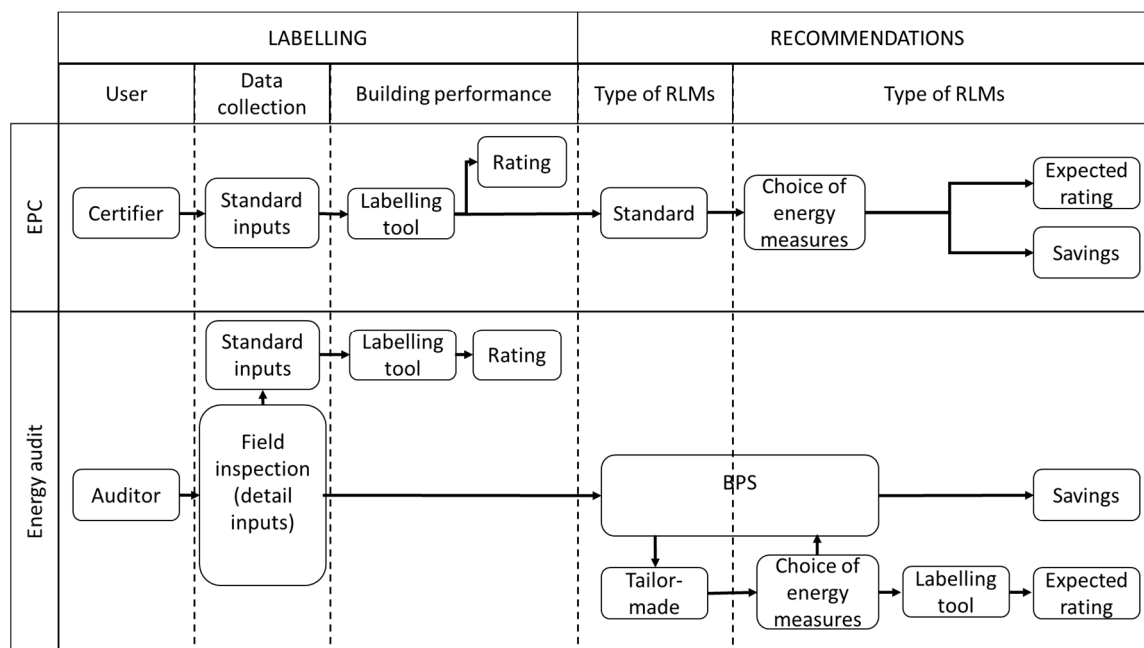 LABELLING
RECOMMENDATIONS
User
Data
collection
Building performance
Type of RLMs
Type of RLMs
EPC
Certifier
Standard
inputs
Labelling
tool
Rating
Standard
Choice of
energy
measures
Expected
rating
Savings
Energy audit
Standard
inputs
Labelling
tool
Rating
Auditor
Field
inspection
(detail
inputs)
BPS
Savings
Tailor-
made
Choice of
energy
measures
Labelling
tool
Expected
rating